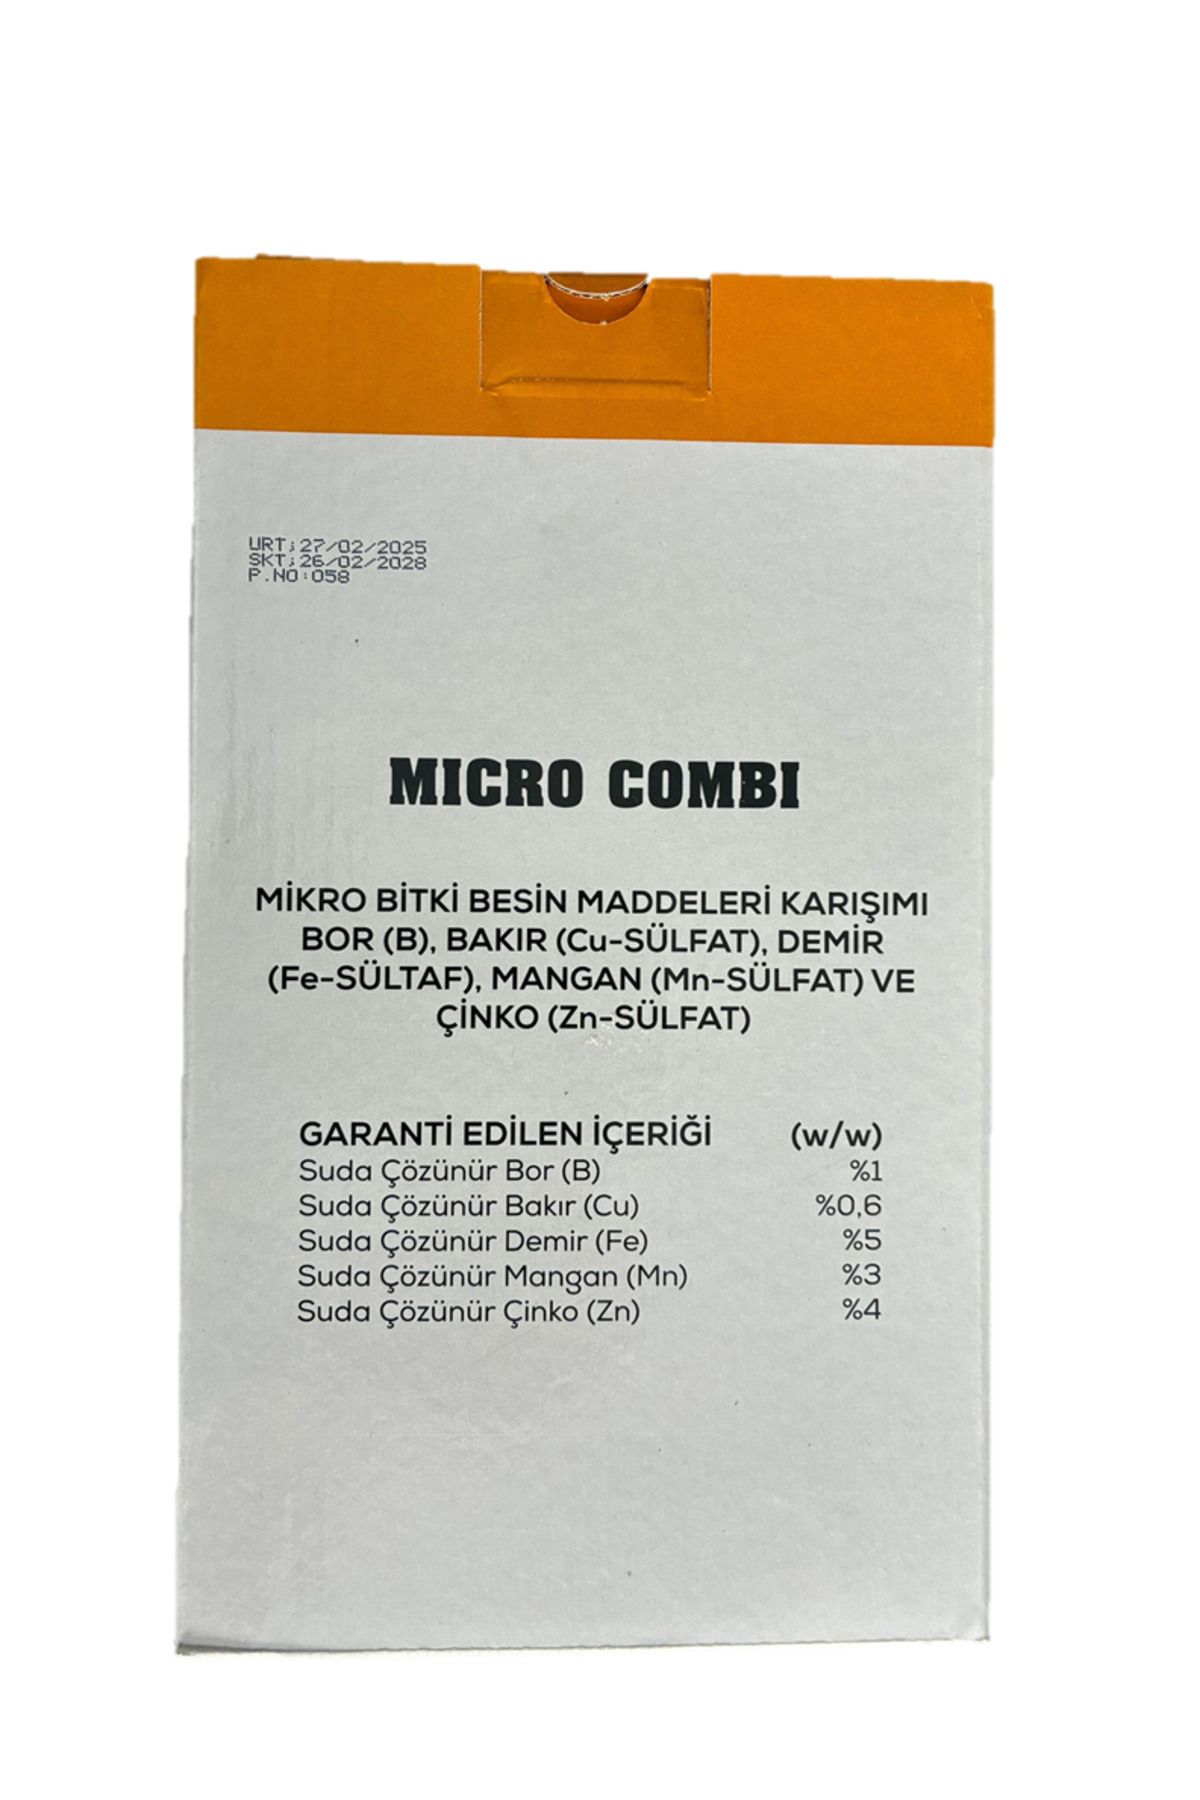 URT;27/02/2025
SKT;26/02/2028
P.NO:058
MICRO COMBI
MİKRO BİTKİ BESİN MADDELERİ KARIŞIMI
BOR (B), BAKIR (Cu-SÜLFAT), DEMİR
(Fe-SÜLTAF), MANGAN (Mn-SÜLFAT) VE
ÇİNKO (Zn-SÜLFAT)
GARANTİ EDİLEN İÇERİĞİ (w/w)
Suda Çözünür Bor (B) %1
Suda Çözünür Bakır (Cu) %0,6
Suda Çözünür Demir (Fe) %5
Suda Çözünür Mangan (Mn) %3
Suda Çözünür Çinko (Zn) %4